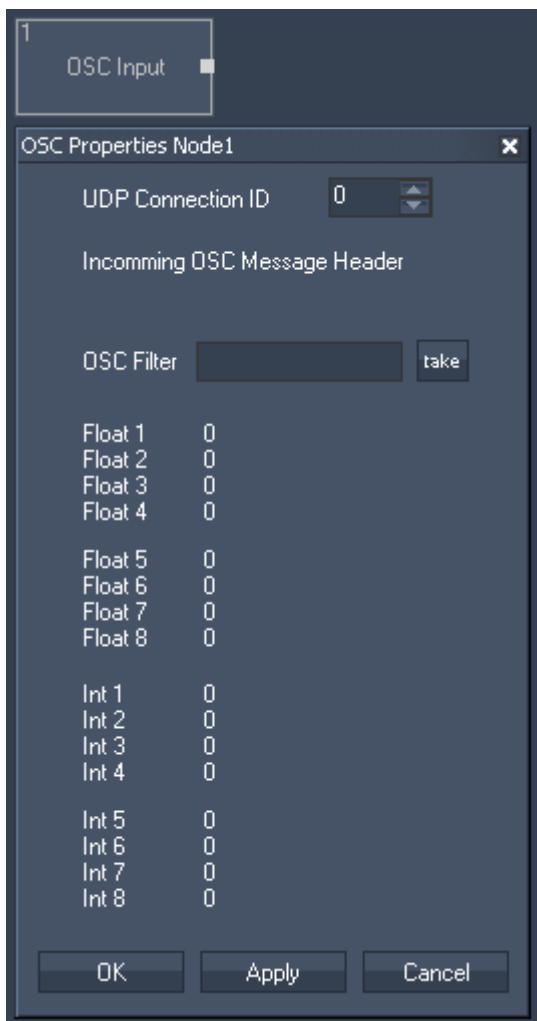 1
OSC Input
OSC Properties Node1
UDP Connection ID 0
Incomming OSC Message Header
OSC Filter take
Float 1 0
Float 2 0
Float 3 0
Float 4 0
Float 5 0
Float 6 0
Float 7 0
Float 8 0
Int 1 0
Int 2 0
Int 3 0
Int 4 0
Int 5 0
Int 6 0
Int 7 0
Int 8 0
OK Apply Cancel